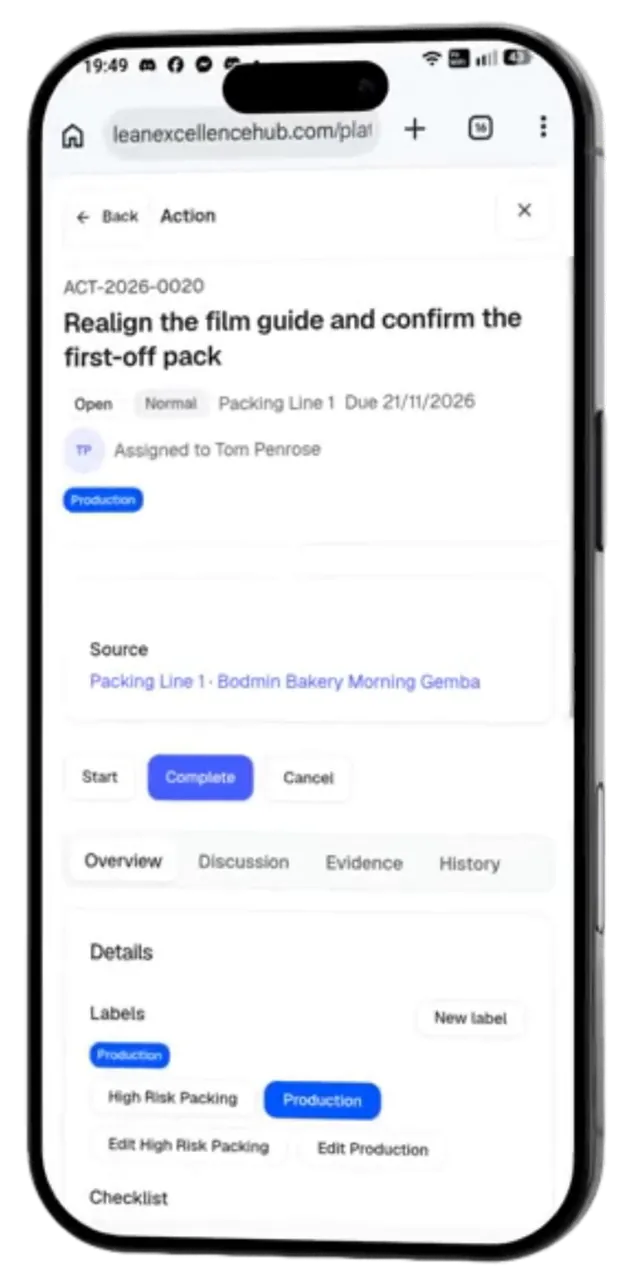 19:49
leanexcellencehub.com/plat
16
← Back Action
ACT-2026-0020
Realign the film guide and confirm the
first-off pack
Open Normal Packing Line 1 Due 21/11/2026
TP Assigned to Tom Penrose
Production
Source
Packing Line 1 · Bodmin Bakery Morning Gemba
Start Complete Cancel
Overview Discussion Evidence History
Details
Labels New label
Production
High Risk Packing Production
Edit High Risk Packing Edit Production
Checklist